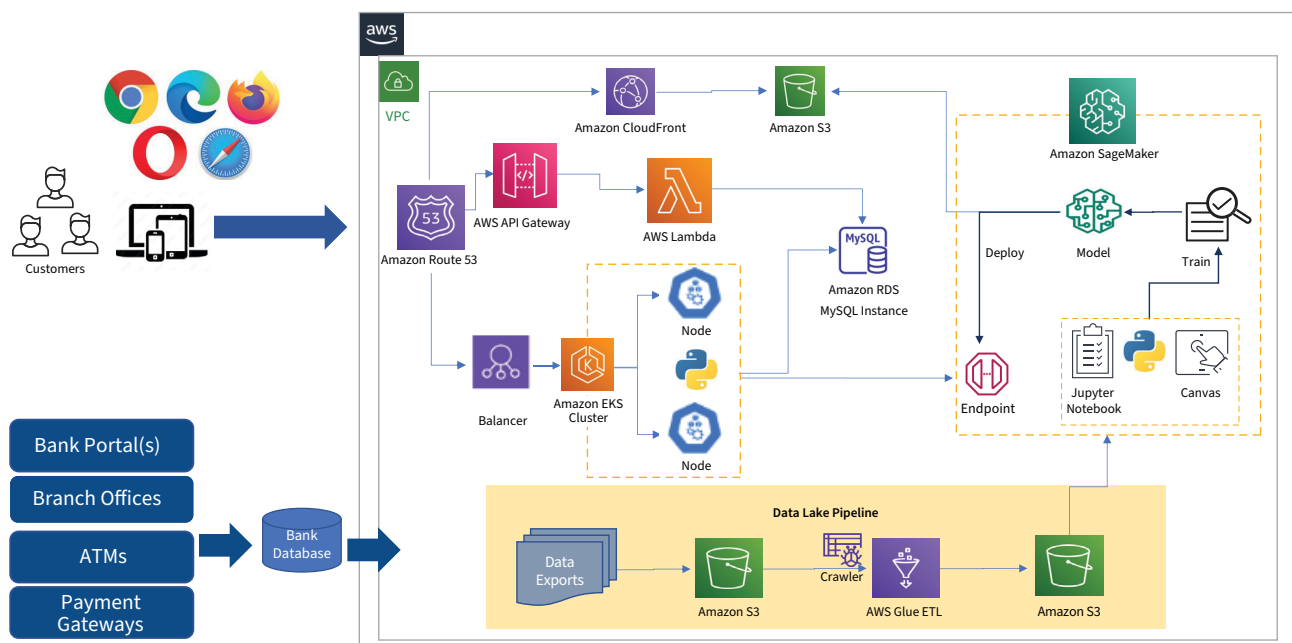 aws
VPC
Amazon CloudFront
Amazon S3
Amazon SageMaker
</>
AWS API Gateway
AWS Lambda
53
Amazon Route 53
Customers
MySQL
Amazon RDS
MySQL Instance
Deploy
Model
Train
Node
K
Balancer
Amazon EKS
Cluster
Node
Endpoint
Jupyter
Notebook
Canvas
Bank Portal(s)
Branch Offices
ATMs
Payment
Gateways
Bank
Database
Data Lake Pipeline
Data
Exports
Amazon S3
Crawler
AWS Glue ETL
Amazon S3